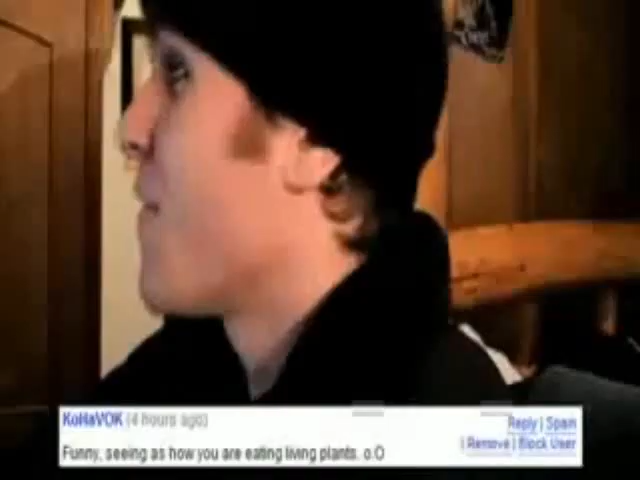 KoHaVOK (4 hours ago) Reply | Spam
| Remove | Block User
Funny, seeing as how you are eating living plants. o.O